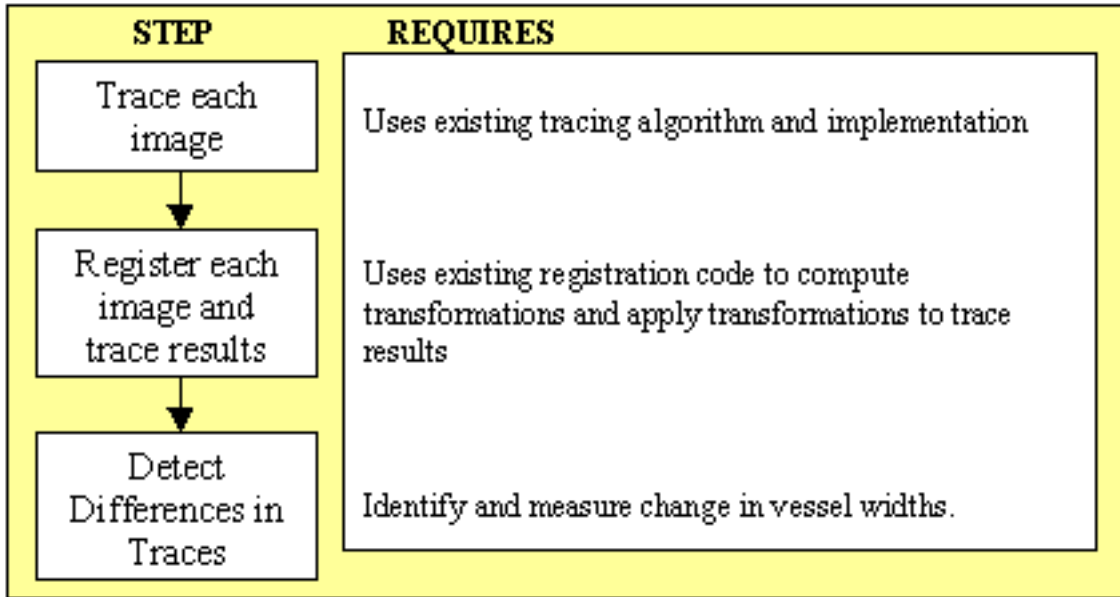 STEP
REQUIRES
Trace each
image
Uses existing tracing algorithm and implementation
Register each
image and
trace results
Uses existing registration code to compute
transformations and apply transformations to trace
results
Detect
Differences in
Traces
Identify and measure change in vessel widths.